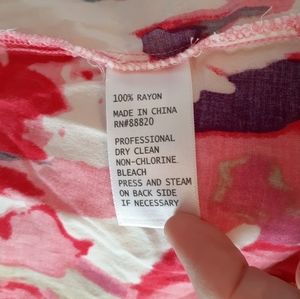 100% RAYON
MADE IN CHINA
RN#88820
PROFESSIONAL
DRY CLEAN
NON-CHLORINE
BLEACH
PRESS AND STEAM
ON BACK SIDE
IF NECESSARY